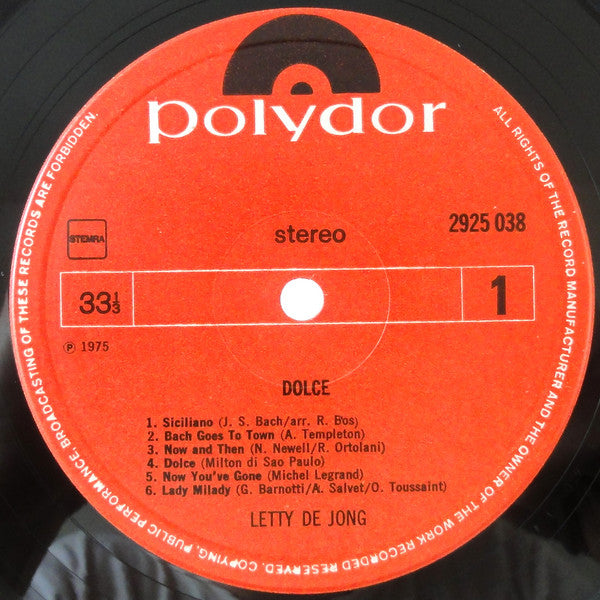 polydor
ALL RIGHTS OF THE RECORD MANUFACTURER AND THE OWNER OF THE WORK RECORDED RESERVED. COPYING, PUBLIC PERFORMANCE, BROADCASTING OF THESE RECORDS ARE FORBIDDEN.
STEMRA
stereo
2925 038
33⅓
1
℗ 1975
DOLCE
1. Siciliano (J. S. Bach/arr. R. Bos)
2. Bach Goes To Town (A. Templeton)
3. Now and Then (N. Newell/R. Ortolani)
4. Dolce (Milton di Sao Paulo)
5. Now You've Gone (Michel Legrand)
6. Lady Milady (G. Barnotti/A. Salvet/O. Toussaint)
LETTY DE JONG